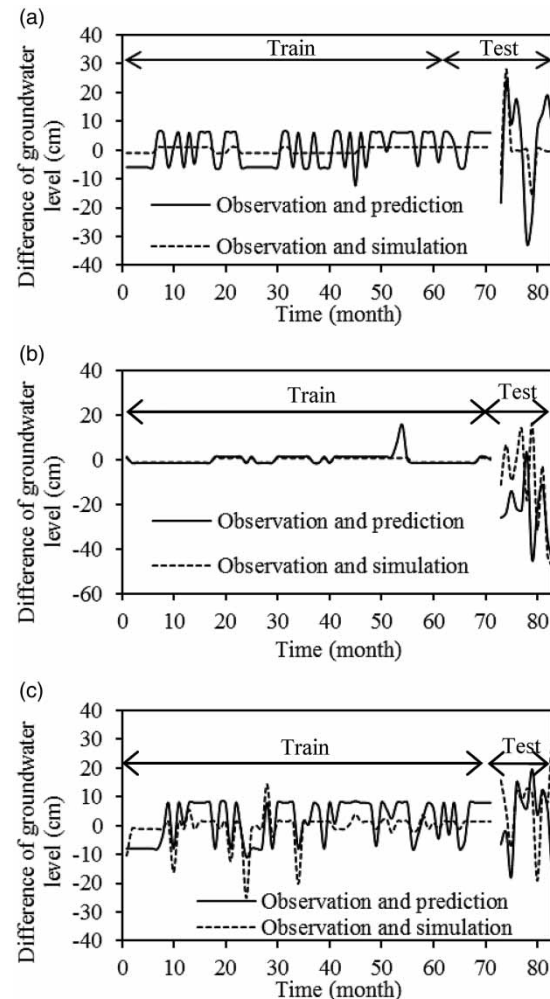 (a)
Difference of groundwater
level (cm)
40
30
20
10
0
-10
-20
-30
-40
Train
Test
Observation and prediction
Observation and simulation
0 10 20 30 40 50 60 70 80
Time (month)
(b)
Difference of groundwater
level (cm)
40
20
0
-20
-40
-60
Train
Test
Observation and prediction
Observation and simulation
0 10 20 30 40 50 60 70 80
Time (month)
(c)
Difference of groundwater
level (cm)
40
30
20
10
0
-10
-20
-30
-40
Train
Test
Observation and prediction
Observation and simulation
0 10 20 30 40 50 60 70 80
Time (month)